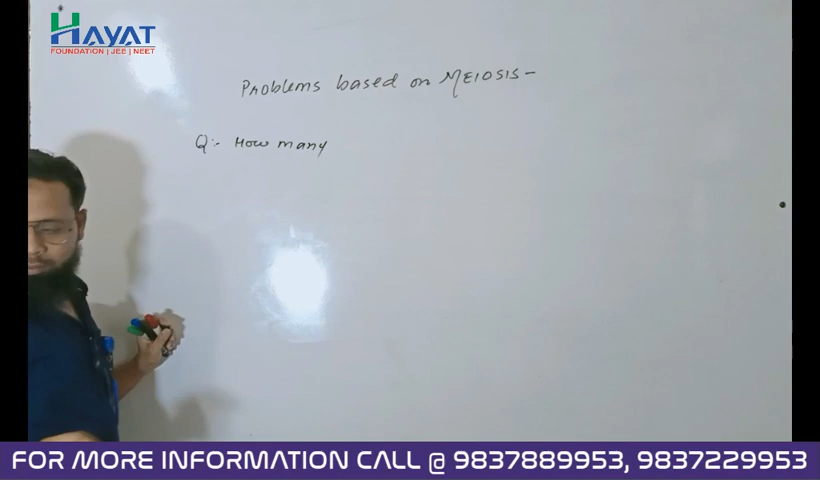 HAYAT
FOUNDATION | JEE | NEET
Problems based on MEIOSIS-
Q:- How many
FOR MORE INFORMATION CALL @ 9837889953, 9837229953